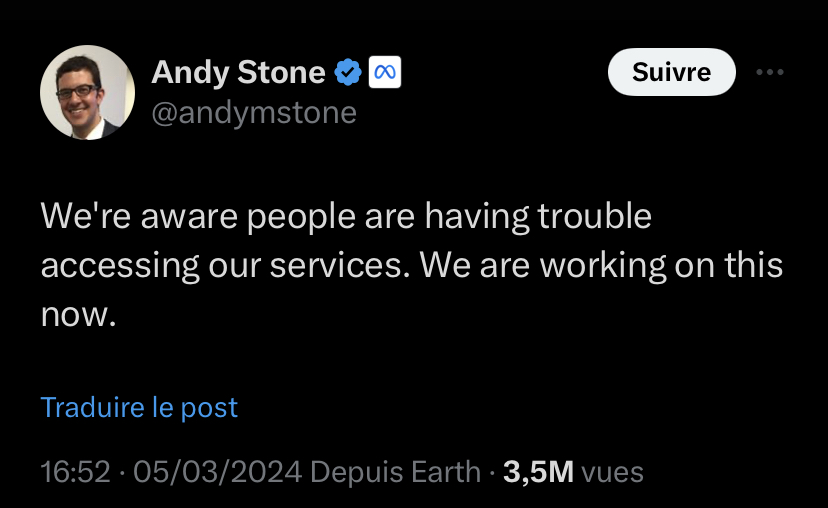 Andy Stone
Suivre
@andymstone
We're aware people are having trouble
accessing our services. We are working on this
now.
Traduire le post
16:52 · 05/03/2024 Depuis Earth · 3,5M vues